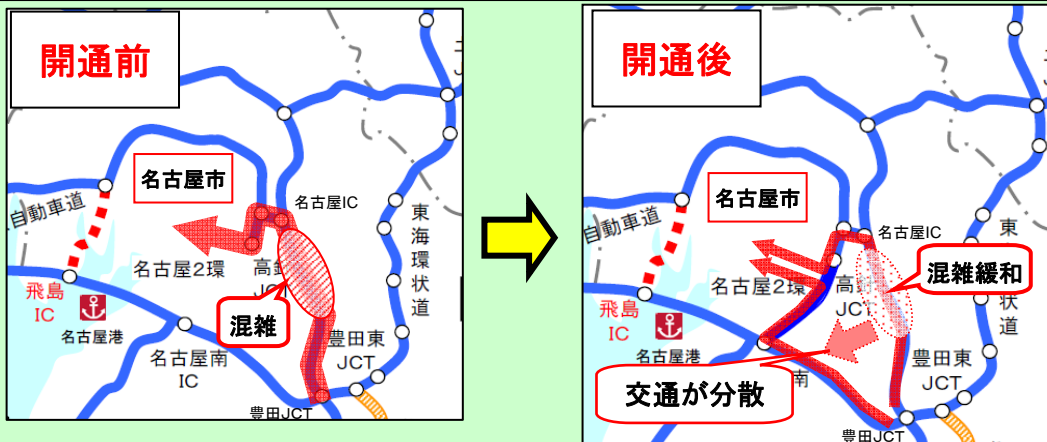 開通前
名古屋市
名古屋IC
自動車道
東海環状道
名古屋2環
飛島
IC
名古屋港
混雑
名古屋南
IC
豊田東
JCT
豊田JCT
開通後
名古屋市
名古屋IC
自動車道
混雑緩和
状道
名古屋2環
JCT
飛島
IC
名古屋港
交通が分散
南
豊田東
JCT
豊田JCT